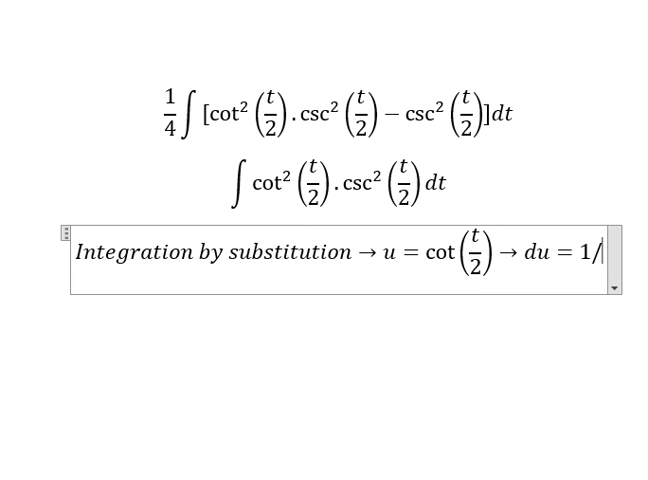 1/4 ∫ [cot² (t/2) . csc² (t/2) − csc² (t/2)]dt
∫ cot² (t/2) . csc² (t/2) dt
Integration by substitution → u = cot (t/2) → du = 1/